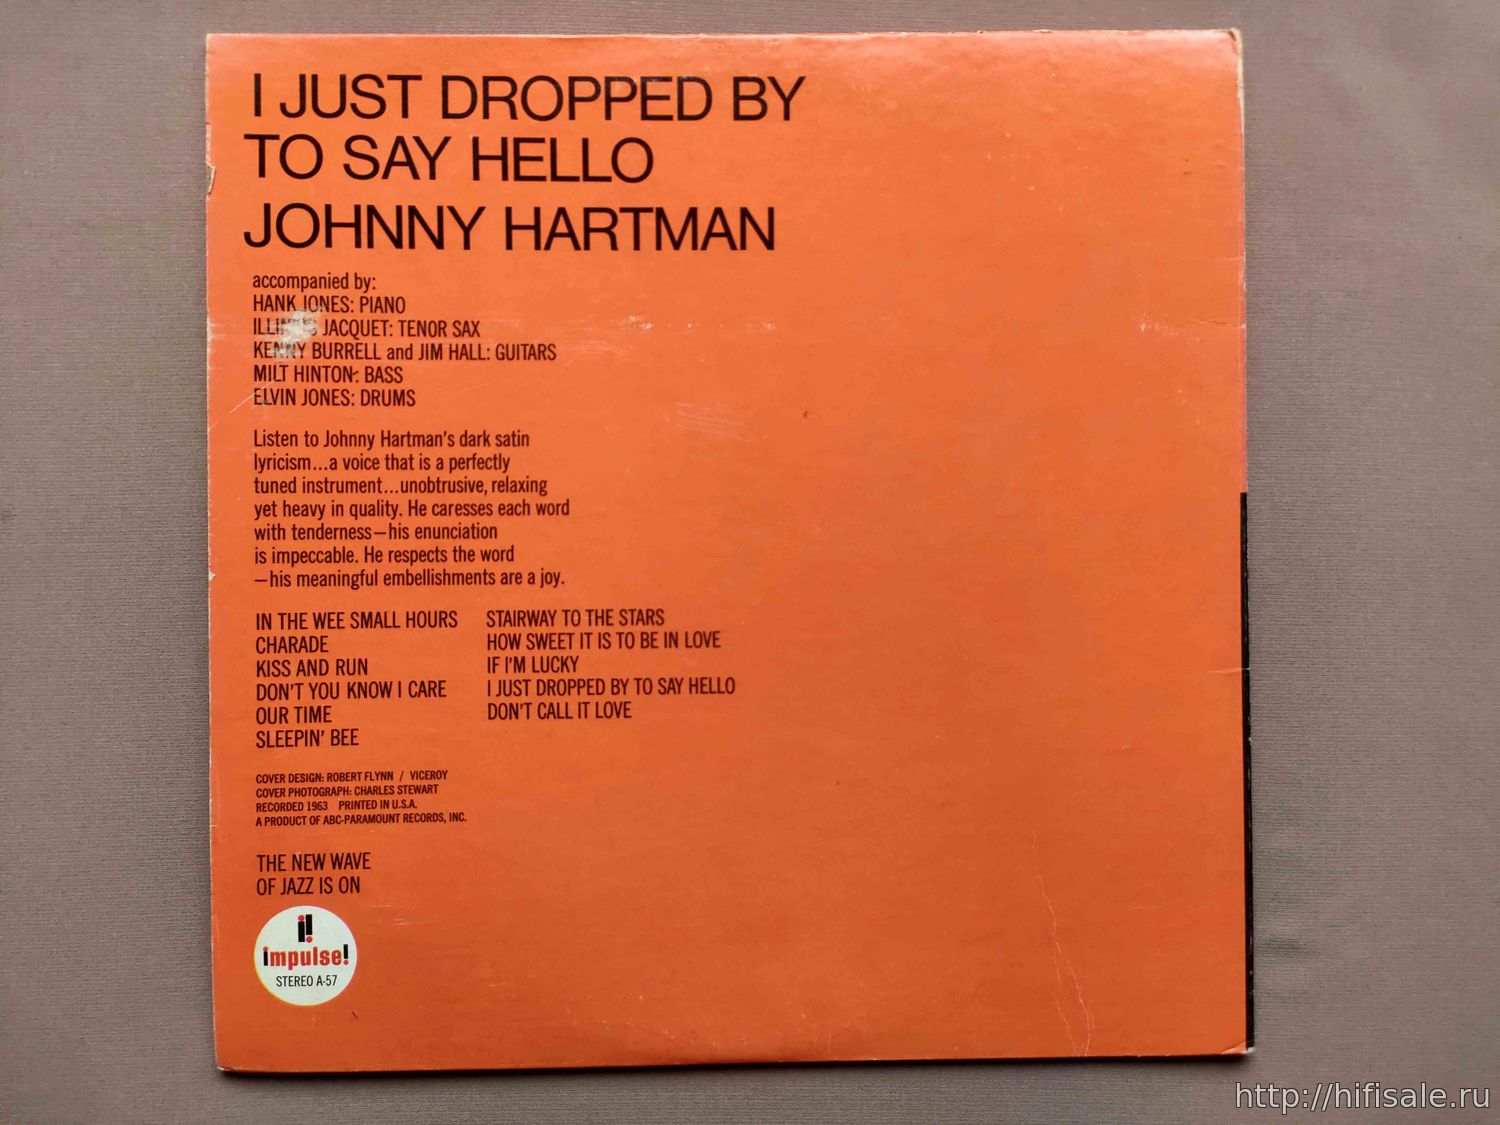 I JUST DROPPED BY
TO SAY HELLO
JOHNNY HARTMAN
accompanied by:
HANK JONES: PIANO
ILLINOIS JACQUET: TENOR SAX
KENNY BURRELL and JIM HALL: GUITARS
MILT HINTON: BASS
ELVIN JONES: DRUMS
Listen to Johnny Hartman's dark satin
lyricism...a voice that is a perfectly
tuned instrument...unobtrusive, relaxing
yet heavy in quality. He caresses each word
with tenderness—his enunciation
is impeccable. He respects the word
—his meaningful embellishments are a joy.
IN THE WEE SMALL HOURS
CHARADE
KISS AND RUN
DON'T YOU KNOW I CARE
OUR TIME
SLEEPIN' BEE
STAIRWAY TO THE STARS
HOW SWEET IT IS TO BE IN LOVE
IF I'M LUCKY
I JUST DROPPED BY TO SAY HELLO
DON'T CALL IT LOVE
COVER DESIGN: ROBERT FLYNN / VICEROY
COVER PHOTOGRAPH: CHARLES STEWART
RECORDED 1963 PRINTED IN U.S.A.
A PRODUCT OF ABC-PARAMOUNT RECORDS, INC.
THE NEW WAVE
OF JAZZ IS ON
i!
impulse!
STEREO A-57
http://hifisale.ru